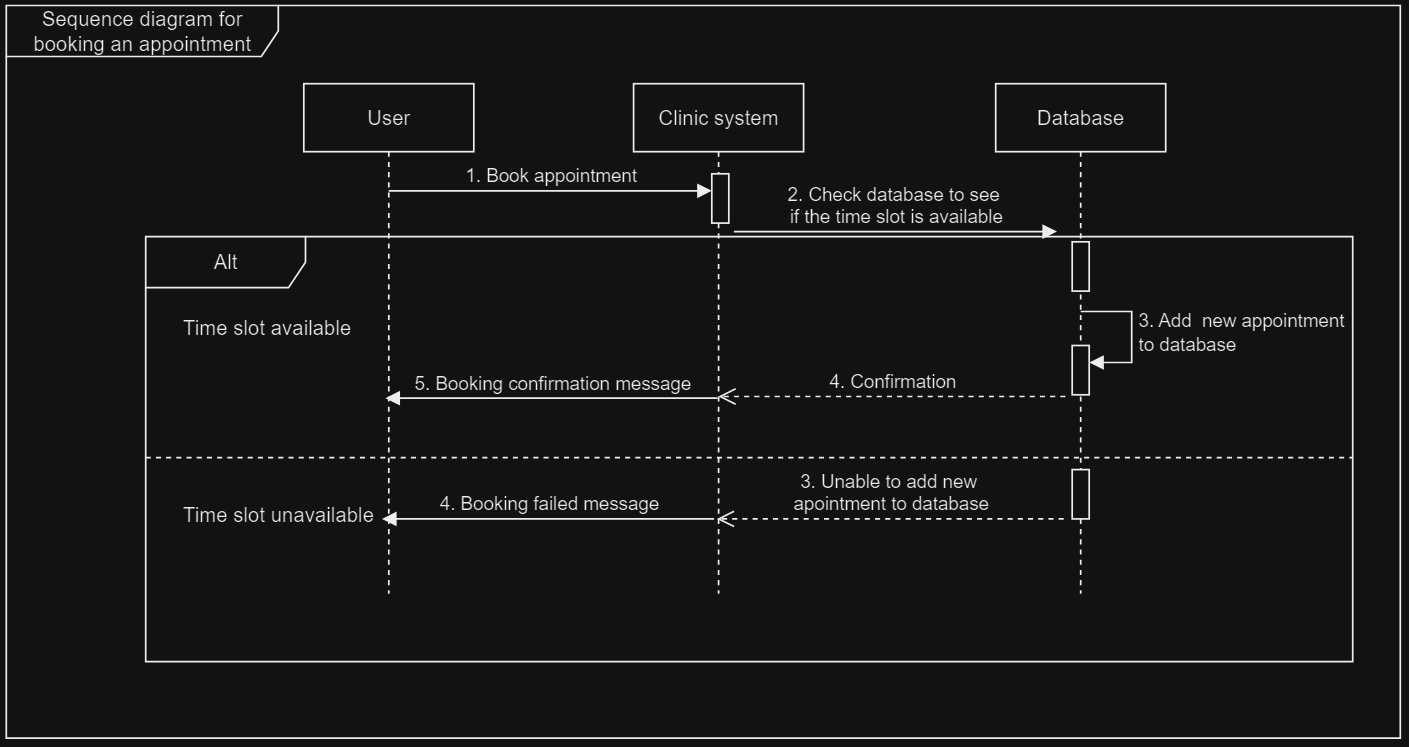 Sequence diagram for
booking an appointment
User
Clinic system
Database
1. Book appointment
2. Check database to see
if the time slot is available
Alt
Time slot available
3. Add  new appointment
to database
5. Booking confirmation message
4. Confirmation
Time slot unavailable
4. Booking failed message
3. Unable to add new
apointment to database